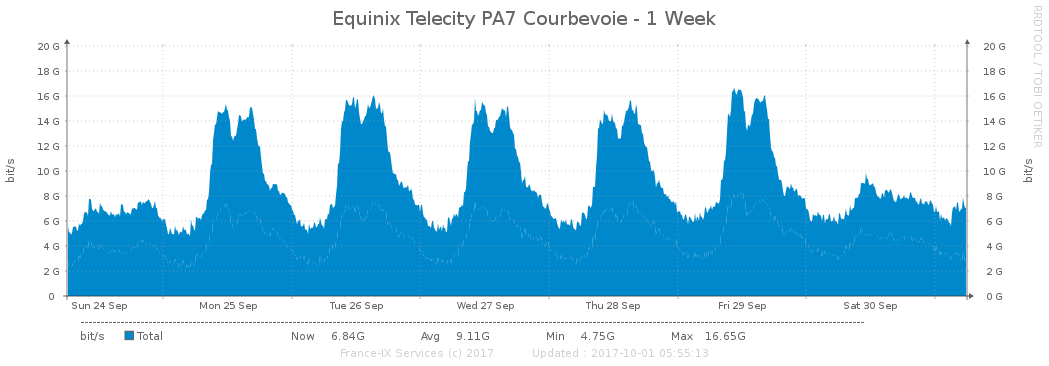 Equinix Telecity PA7 Courbevoie - 1 Week
RRDTOOL / TOBI OETIKER
20 G 20 G
18 G 18 G
16 G 16 G
14 G 14 G
12 G 12 G
10 G 10 G
8 G 8 G
6 G 6 G
4 G 4 G
2 G 2 G
0 0 G
bit/s
bit/s
Sun 24 Sep Mon 25 Sep Tue 26 Sep Wed 27 Sep Thu 28 Sep Fri 29 Sep Sat 30 Sep
bit/s Total Now 6.84G Avg 9.11G Min 4.75G Max 16.65G
France-IX Services (c) 2017 Updated : 2017-10-01 05:55:13